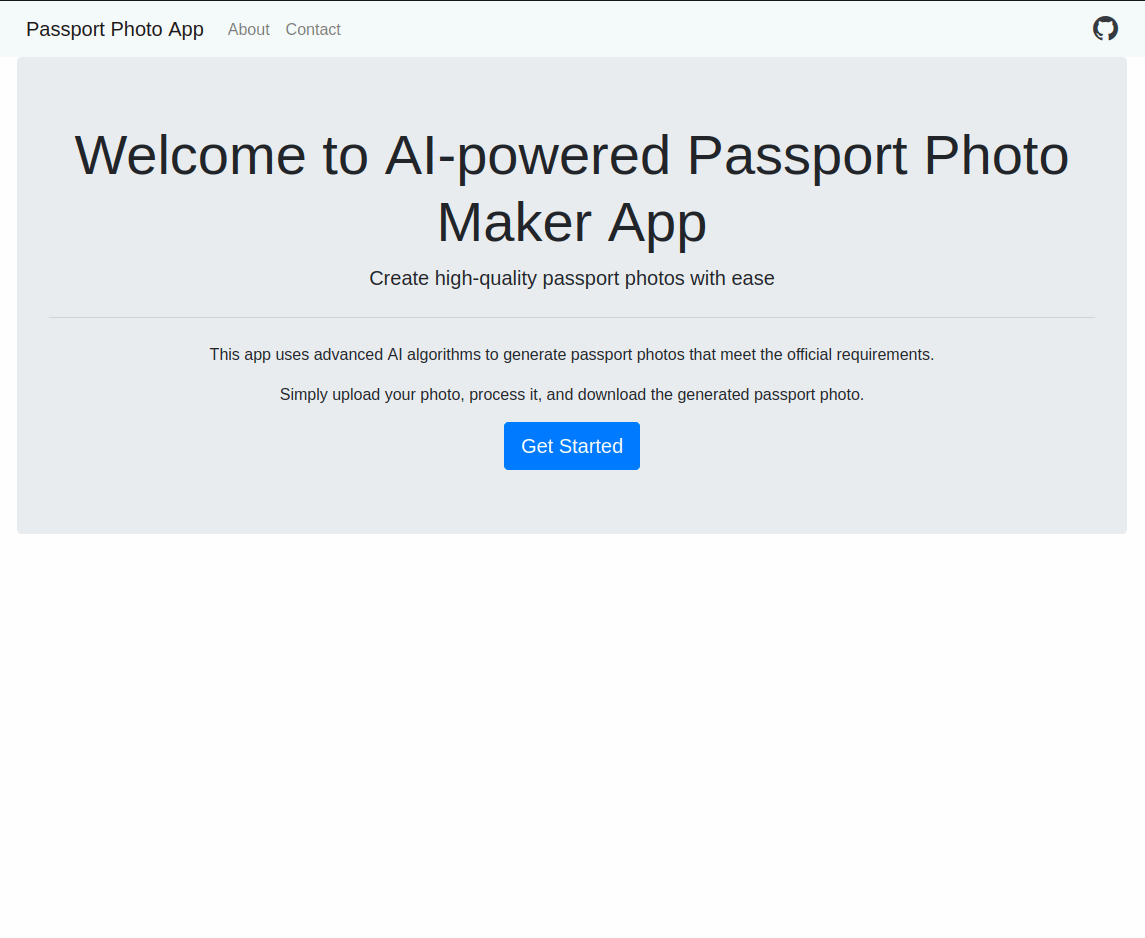 Passport Photo App About Contact
Welcome to AI-powered Passport Photo
Maker App
Create high-quality passport photos with ease
This app uses advanced AI algorithms to generate passport photos that meet the official requirements.
Simply upload your photo, process it, and download the generated passport photo.
Get Started